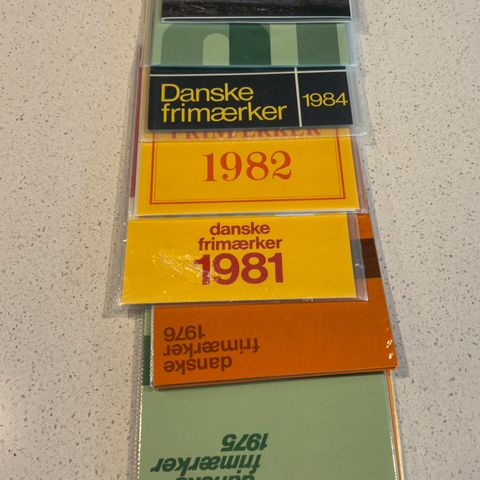 Danske
frimærker
1984
FRIMÆRKER
1982
danske
frimærker
1981
danske
frimærker
1976
danske
frimærker
1975